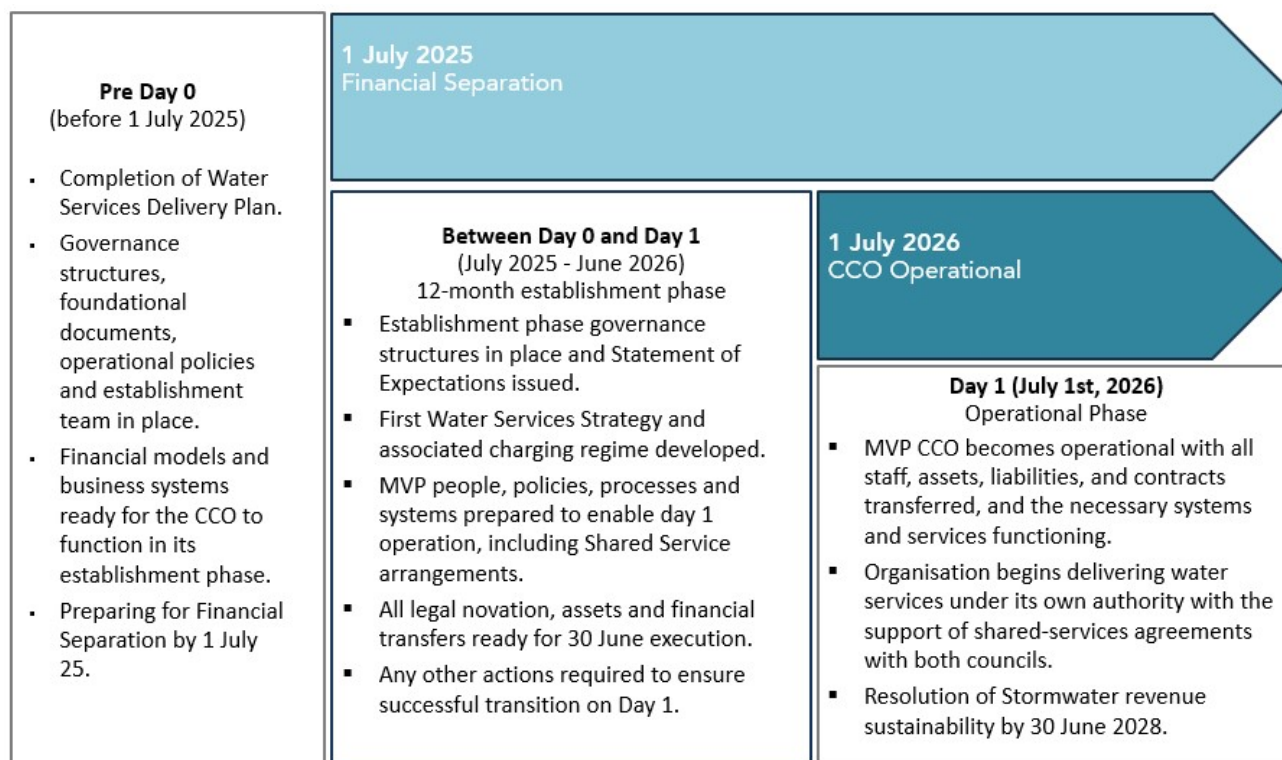 Pre Day 0
(before 1 July 2025)
▪ Completion of Water
Services Delivery Plan.
▪ Governance
structures,
foundational
documents,
operational policies
and establishment
team in place.
▪ Financial models and
business systems
ready for the CCO to
function in its
establishment phase.
▪ Preparing for Financial
Separation by 1 July
25.
1 July 2025
Financial Separation
Between Day 0 and Day 1
(July 2025 - June 2026)
12-month establishment phase
▪ Establishment phase governance
structures in place and Statement of
Expectations issued.
▪ First Water Services Strategy and
associated charging regime developed.
▪ MVP people, policies, processes and
systems prepared to enable day 1
operation, including Shared Service
arrangements.
▪ All legal novation, assets and financial
transfers ready for 30 June execution.
▪ Any other actions required to ensure
successful transition on Day 1.
1 July 2026
CCO Operational
Day 1 (July 1st, 2026)
Operational Phase
▪ MVP CCO becomes operational with all
staff, assets, liabilities, and contracts
transferred, and the necessary systems
and services functioning.
▪ Organisation begins delivering water
services under its own authority with the
support of shared-services agreements
with both councils.
▪ Resolution of Stormwater revenue
sustainability by 30 June 2028.